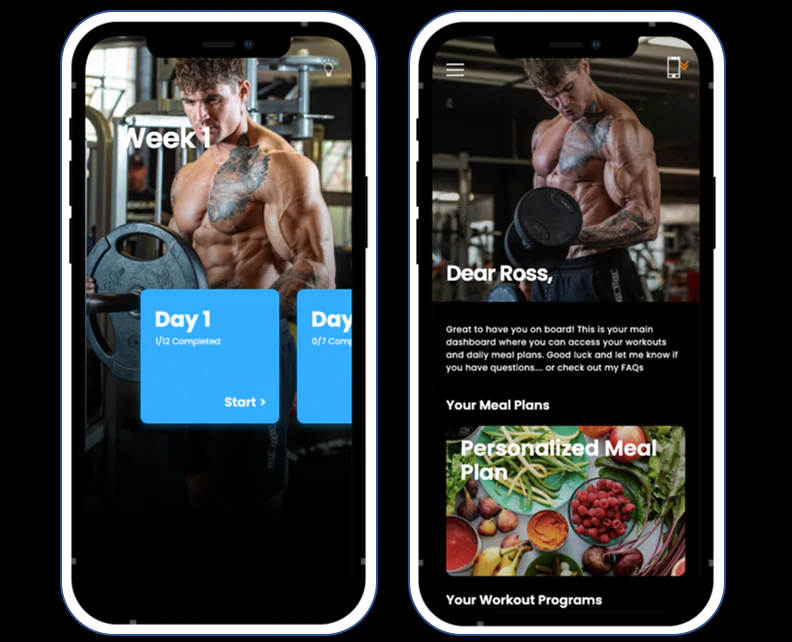 Week 1
Day 1
1/12 Completed
Start >
Day
0/7 Comp
Dear Ross,
Great to have you on board! This is your main
dashboard where you can access your workouts
and daily meal plans. Good luck and let me know if
you have questions.... or check out my FAQs
Your Meal Plans
Personalized Meal
Plan
Your Workout Programs